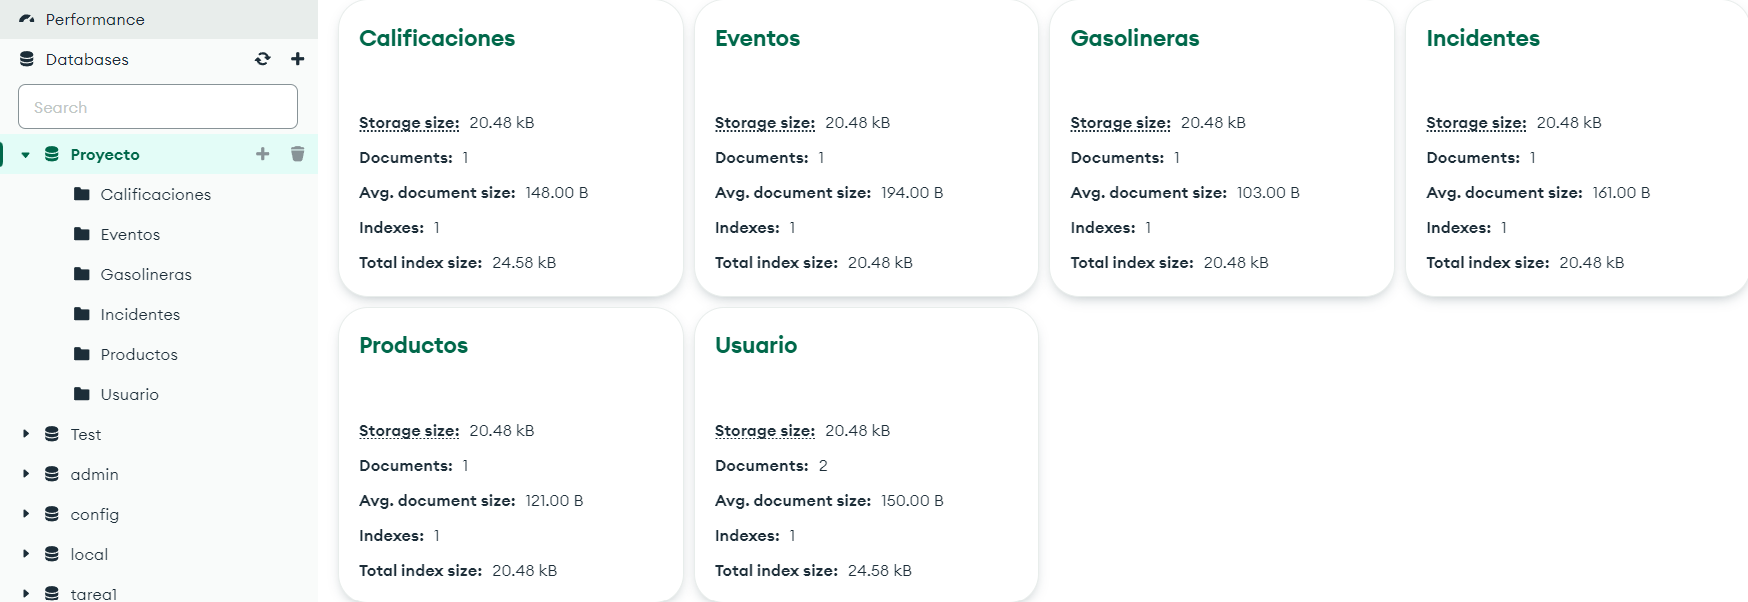 Performance
Databases
Search
Proyecto
Calificaciones
Eventos
Gasolineras
Incidentes
Productos
Usuario
Test
admin
config
local
tarea1
Calificaciones
Storage size: 20.48 kB
Documents: 1
Avg. document size: 148.00 B
Indexes: 1
Total index size: 24.58 kB
Eventos
Storage size: 20.48 kB
Documents: 1
Avg. document size: 194.00 B
Indexes: 1
Total index size: 20.48 kB
Gasolineras
Storage size: 20.48 kB
Documents: 1
Avg. document size: 103.00 B
Indexes: 1
Total index size: 20.48 kB
Incidentes
Storage size: 20.48 kB
Documents: 1
Avg. document size: 161.00 B
Indexes: 1
Total index size: 20.48 kB
Productos
Storage size: 20.48 kB
Documents: 1
Avg. document size: 121.00 B
Indexes: 1
Total index size: 20.48 kB
Usuario
Storage size: 20.48 kB
Documents: 2
Avg. document size: 150.00 B
Indexes: 1
Total index size: 24.58 kB